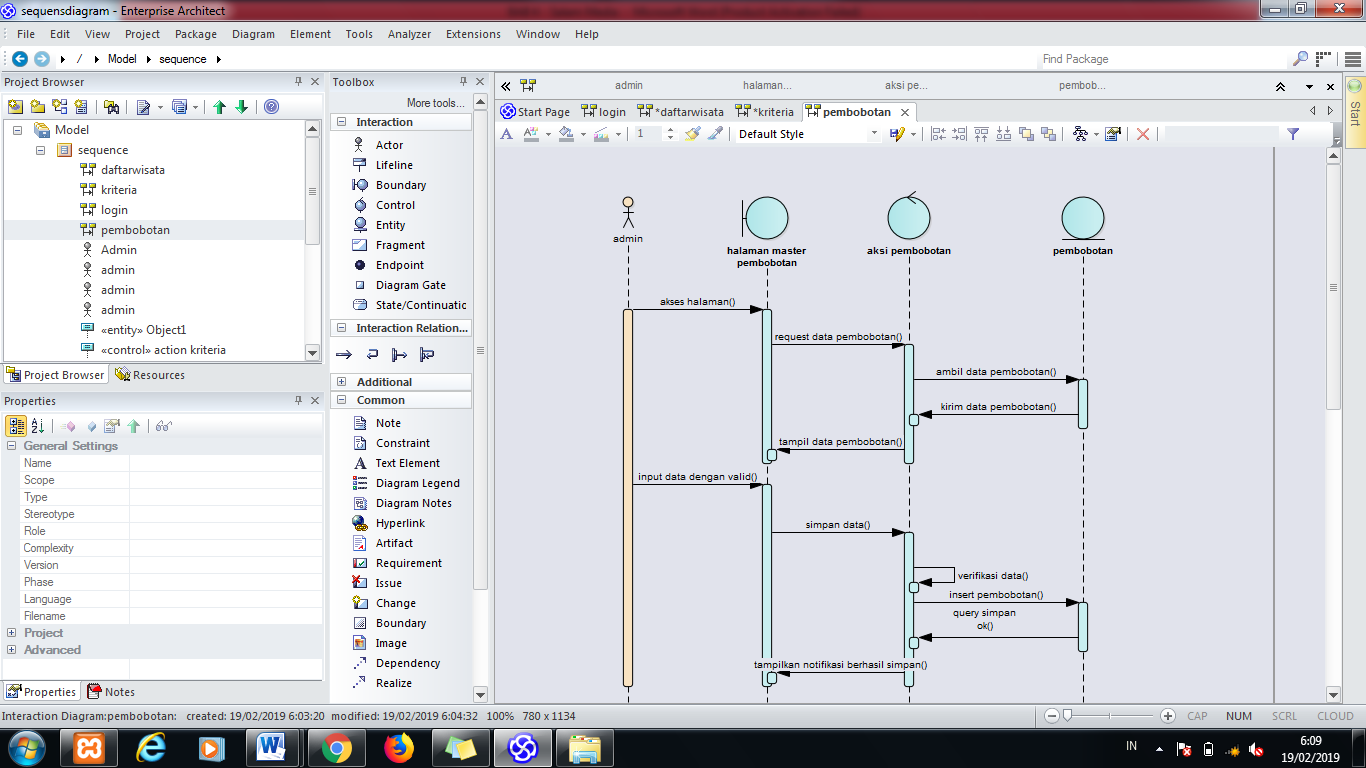 sequensdiagram - Enterprise Architect
File Edit View Project Package Diagram Element Tools Analyzer Extensions Window Help
/ Model sequence
Find Package
Project Browser
Model
sequence
daftarwisata
kriteria
login
pembobotan
Admin
admin
admin
admin
«entity» Object1
«control» action kriteria
Project Browser Resources
Properties
General Settings
Name
Scope
Type
Stereotype
Role
Complexity
Version
Phase
Language
Filename
Project
Advanced
Properties Notes
Toolbox
More tools...
Interaction
Actor
Lifeline
Boundary
Control
Entity
Fragment
Endpoint
Diagram Gate
State/Continuatic
Interaction Relation...
Additional
Common
Note
Constraint
Text Element
Diagram Legend
Diagram Notes
Hyperlink
Artifact
Requirement
Issue
Change
Boundary
Image
Dependency
Realize
admin halaman... aksi pe... pembob...
Start Page login *daftarwisata *kriteria pembobotan
1 Default Style
Start
admin
halaman master
pembobotan
aksi pembobotan
pembobotan
akses halaman()
request data pembobotan()
ambil data pembobotan()
kirim data pembobotan()
tampil data pembobotan()
input data dengan valid()
simpan data()
verifikasi data()
insert pembobotan()
query simpan
ok()
tampilkan notifikasi berhasil simpan()
Interaction Diagram:pembobotan: created: 19/02/2019 6:03:20 modified: 19/02/2019 6:04:32 100% 780 x 1134
CAP NUM SCRL CLOUD
IN
6:09
19/02/2019